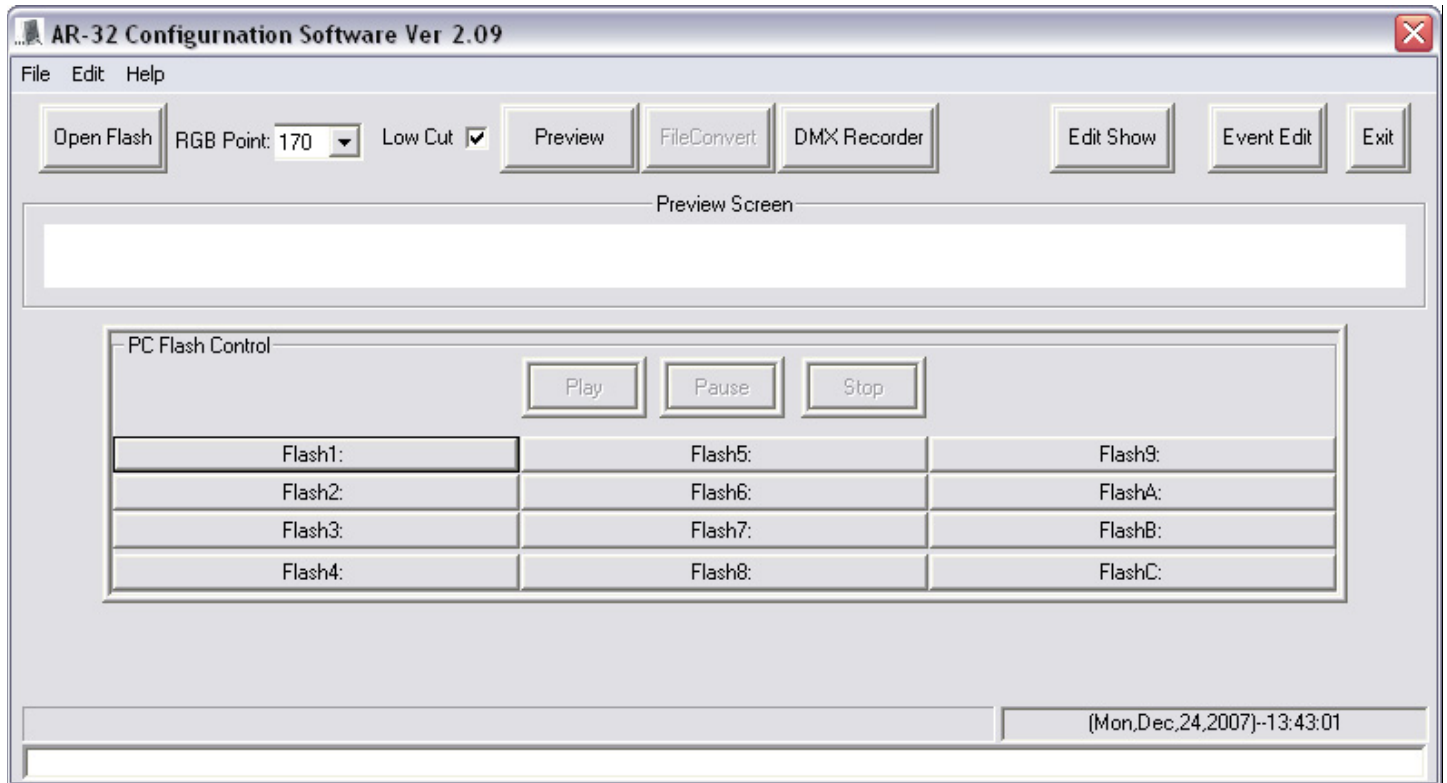 AR-32 Configurnation Software Ver 2.09
File Edit Help
Open Flash RGB Point: 170 Low Cut Preview FileConvert DMX Recorder Edit Show Event Edit Exit
Preview Screen
PC Flash Control
Play Pause Stop
Flash1: Flash5: Flash9:
Flash2: Flash6: FlashA:
Flash3: Flash7: FlashB:
Flash4: Flash8: FlashC:
(Mon,Dec,24,2007)--13:43:01